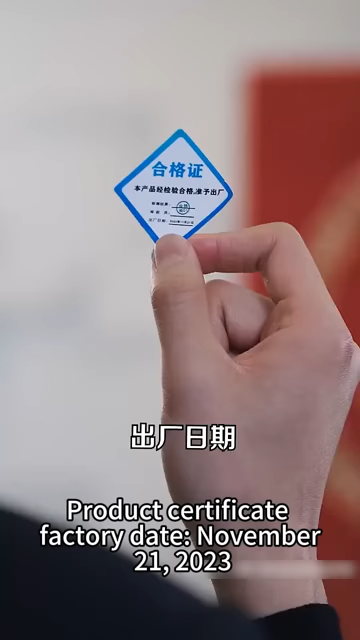 合格证
本产品经检验合格,准予出厂
出厂日期
Product certificate
factory date: November
21, 2023